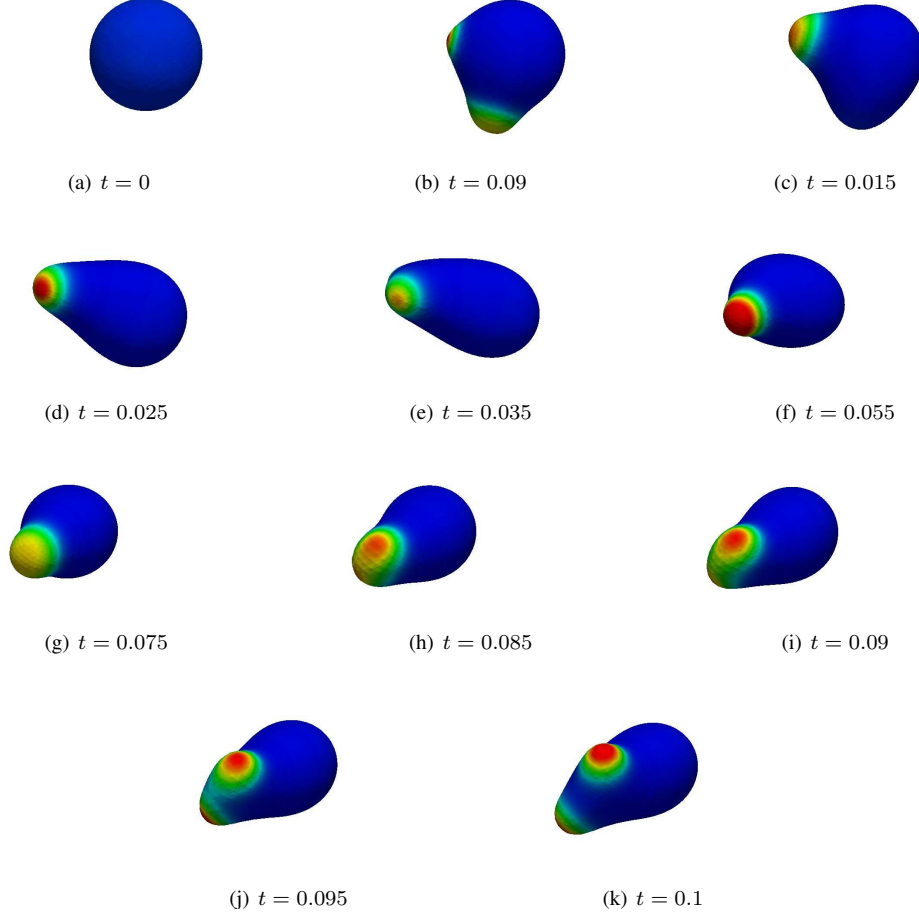 (a) t = 0
(b) t = 0.09
(c) t = 0.015
(d) t = 0.025
(e) t = 0.035
(f) t = 0.055
(g) t = 0.075
(h) t = 0.085
(i) t = 0.09
(j) t = 0.095
(k) t = 0.1